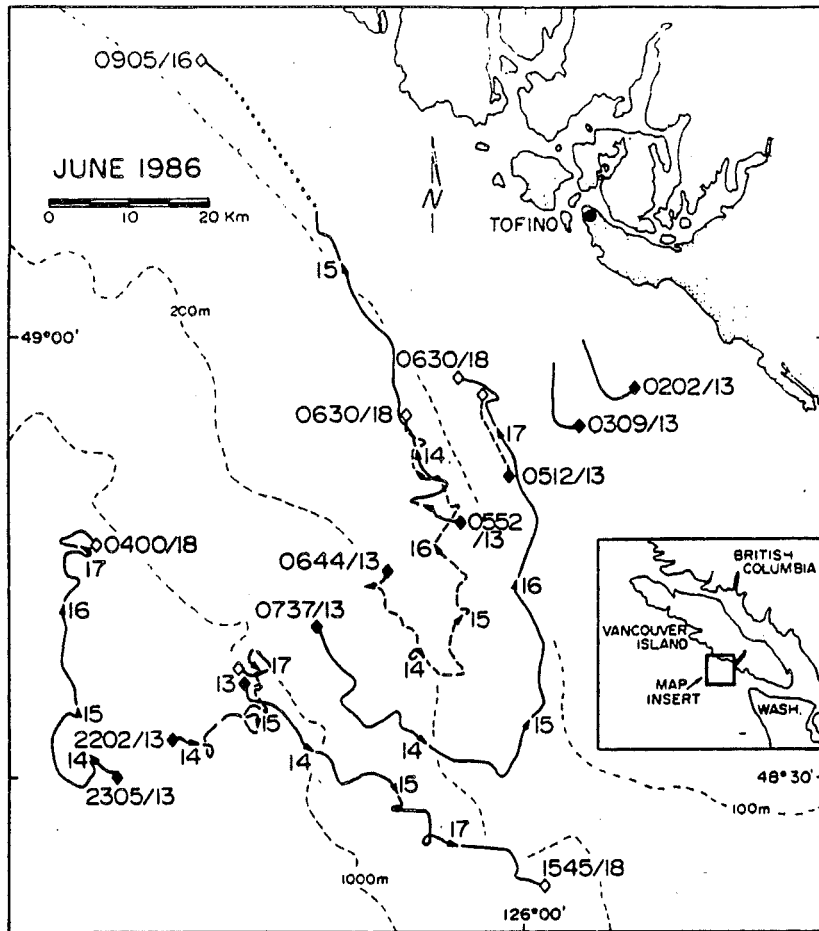 0905/16
JUNE 1986
0 10 20 Km
N
TOFINO
15
200m
49°00'
0630/18
0202/13
0630/18
0309/13
17
14
0512/13
0552
/13
0400/18
16
17
0644/13
BRITISH
COLUMBIA
16
0737/13
16
15
VANCOUVER
ISLAND
14
17
13
MAP
INSERT
WASH.
15
15
15
2202/13
14
14
14
14
48°30'
2305/13
15
100m
17
1545/18
1000m
126°00'